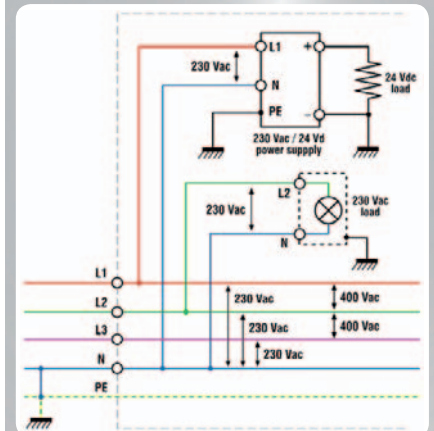 L1
+
230 Vac
N
24 Vdc
load
PE
-
230 Vac / 24 Vd
power suppply
L2
230 Vac
230 Vac
load
N
L1
230 Vac
400 Vac
L2
230 Vac
400 Vac
L3
230 Vac
N
PE